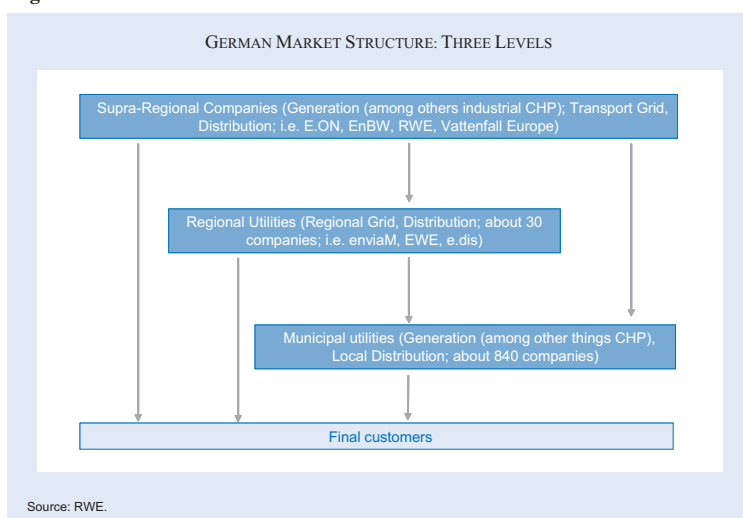 GERMAN MARKET STRUCTURE: THREE LEVELS
Supra-Regional Companies (Generation (among others industrial CHP); Transport Grid,
Distribution; i.e. E.ON, EnBW, RWE, Vattenfall Europe)
Regional Utilities (Regional Grid, Distribution; about 30
companies; i.e. enviaM, EWE, e.dis)
Municipal utilities (Generation (among other things CHP),
Local Distribution; about 840 companies)
Final customers
Source: RWE.